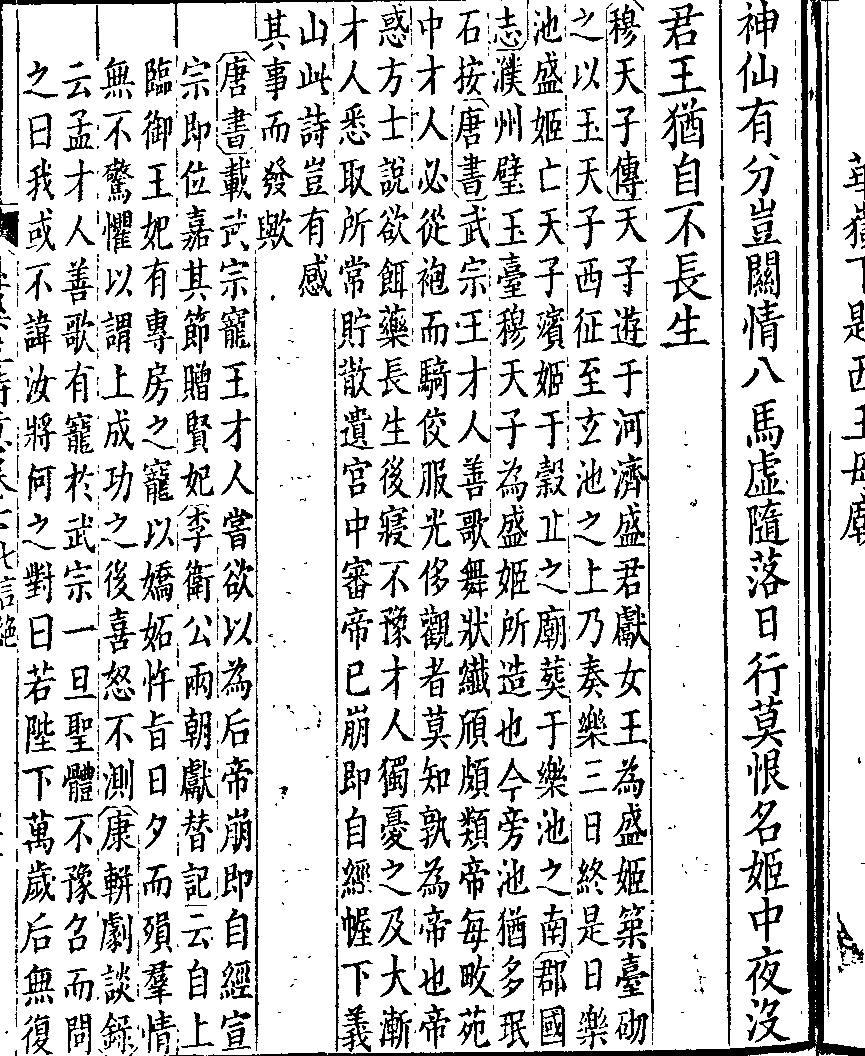 華嶽下題西王母廟
神仙有分豈關情八馬虛隨落日行莫恨名姬中夜沒
君王猶自不長生
穆天子傳天子遊于河濟盛君獻女王為盛姬築臺砌
之以玉天子西征至玄池之上乃奏樂三日終是日樂
池盛姬亡天子殯姬于穀丘之廟葬于樂池之南郡國
志濮州璧玉臺穆天子為盛姬所造也今旁池猶多珉
石按唐書武宗王才人善歌舞狀纖頎頗類帝每畋苑
中才人必從袍而騎佼服光侈觀者莫知孰為帝也帝
惑方士說欲餌藥長生後寢不豫才人獨憂之及大漸
才人悉取所常貯散遺宮中審帝已崩即自經幄下義
山此詩豈有感
其事而發歟
唐書載武宗寵王才人嘗欲以為后帝崩即自經宣
宗即位嘉其節贈賢妃李衛公兩朝獻替記云自上
臨御王妃有專房之寵以嬌妬忤旨日夕而殞羣情
無不驚懼以謂上成功之後喜怒不測康軿劇談錄
云孟才人善歌有寵於武宗一旦聖體不豫召而問
之曰我或不諱汝將何之對曰若陛下萬歲后無復